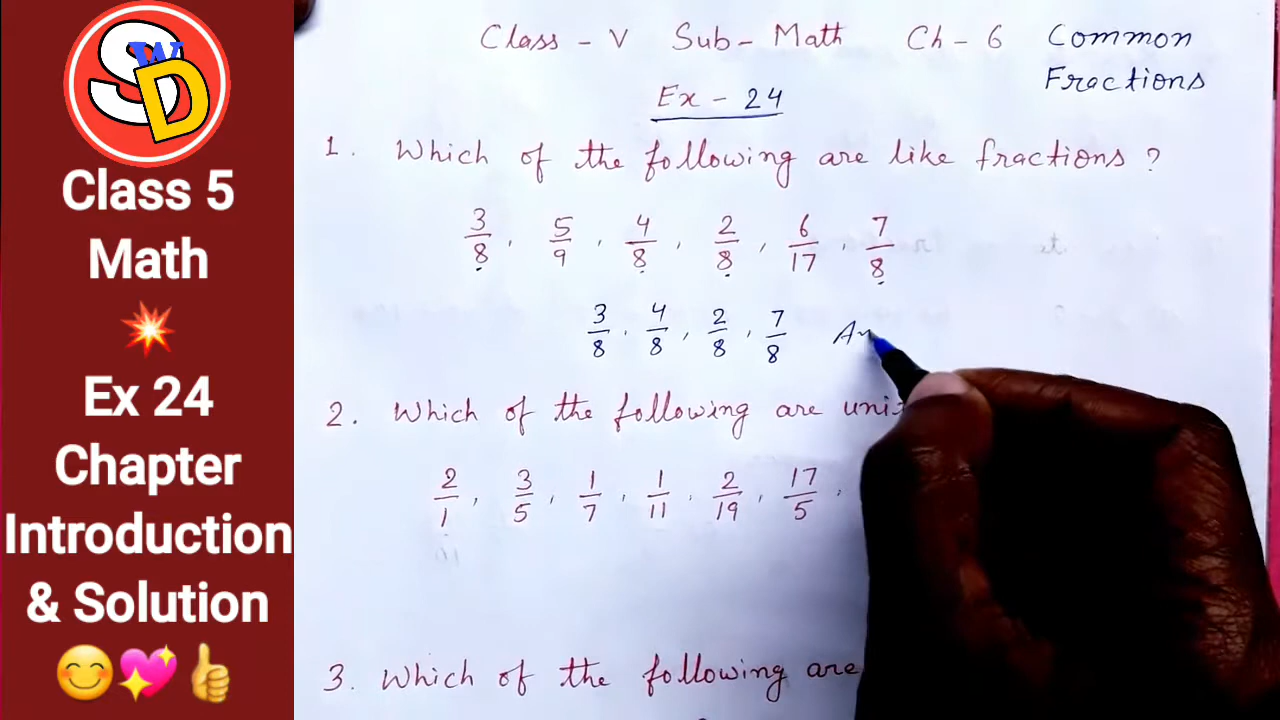 SWD
Class 5
Math
💥
Ex 24
Chapter
Introduction
& Solution
😊💖👍
Class - V Sub - Math Ch - 6 Common
Fractions
Ex - 24
1. Which of the following are like fractions ?
3/8, 5/9, 4/8, 2/8, 6/17, 7/8
3/8, 4/8, 2/8, 7/8
2. Which of the following are
2/1, 3/5, 1/7, 1/11, 2/19, 17/5,
3. Which of the following are